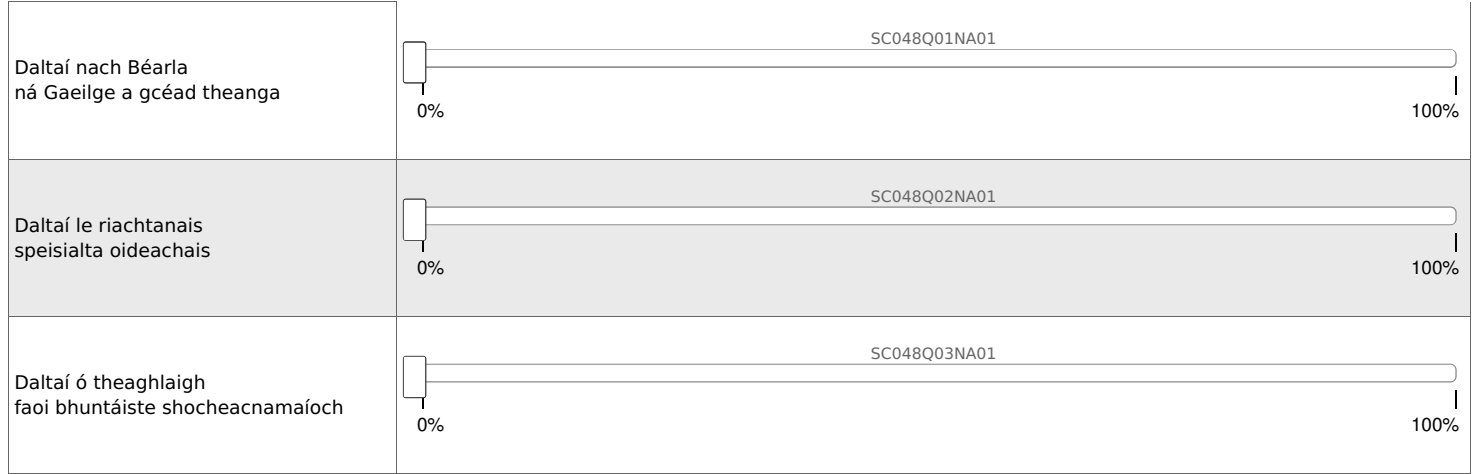 SC048Q01NA01
Daltaí nach Béarla
ná Gaeilge a gcéad theanga
0% 100%
SC048Q02NA01
Daltaí le riachtanais
speisialta oideachais
0% 100%
SC048Q03NA01
Daltaí ó theaghlaigh
faoi bhuntáiste shocheacnamaíoch
0% 100%